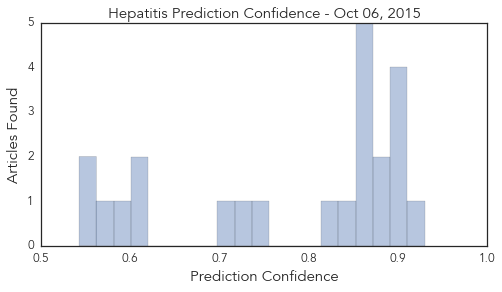 Hepatitis Prediction Confidence - Oct 06, 2015
5
4
3
2
1
0
Articles Found
0.5 0.6 0.7 0.8 0.9 1.0
Prediction Confidence